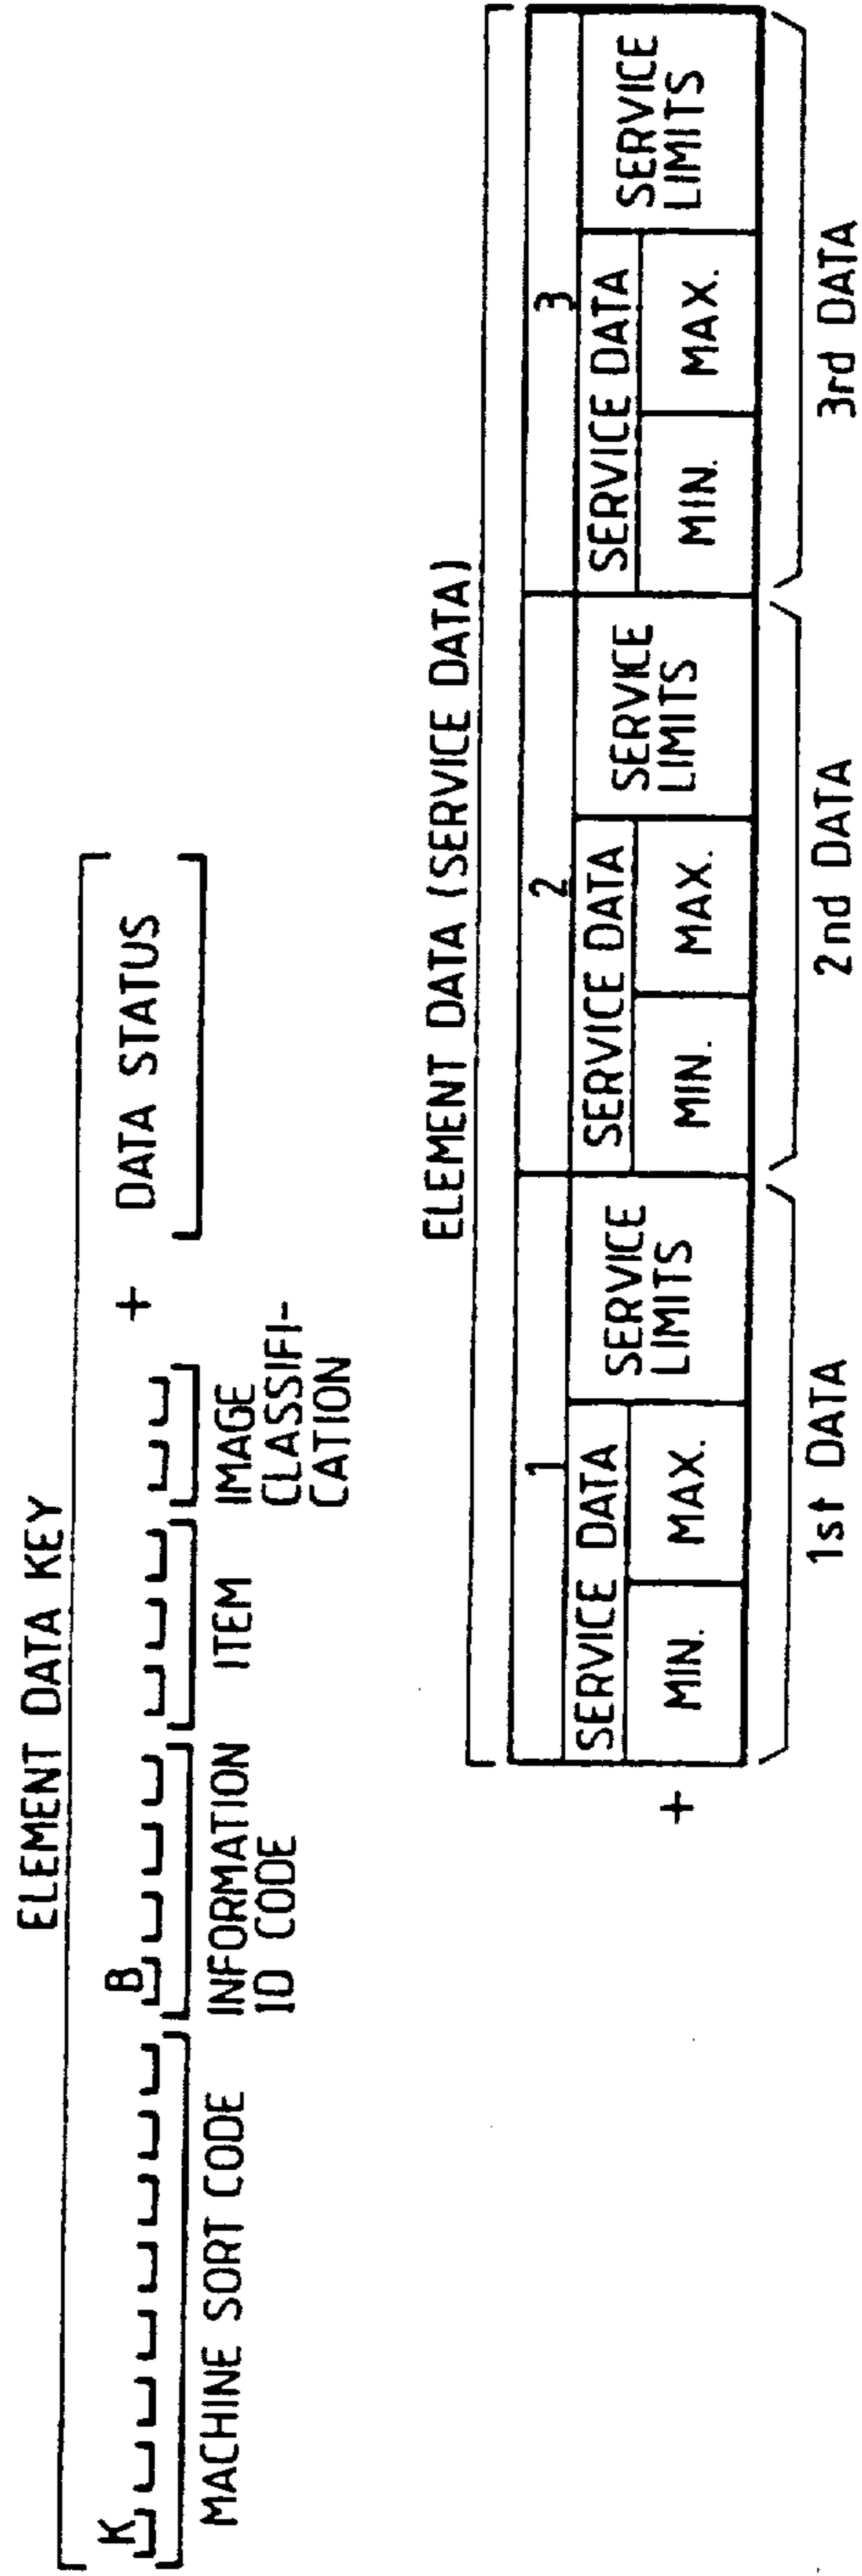 ELEMENT DATA KEY
K B + DATA STATUS
MACHINE SORT CODE
INFORMATION
ID CODE
ITEM
IMAGE
CLASSIFI-
CATION
ELEMENT DATA (SERVICE DATA)
1 2 3
SERVICE DATA
SERVICE
LIMITS
SERVICE DATA
SERVICE
LIMITS
SERVICE DATA
SERVICE
LIMITS
+ MIN. MAX. MIN. MAX. MIN. MAX.
1st DATA 2nd DATA 3rd DATA